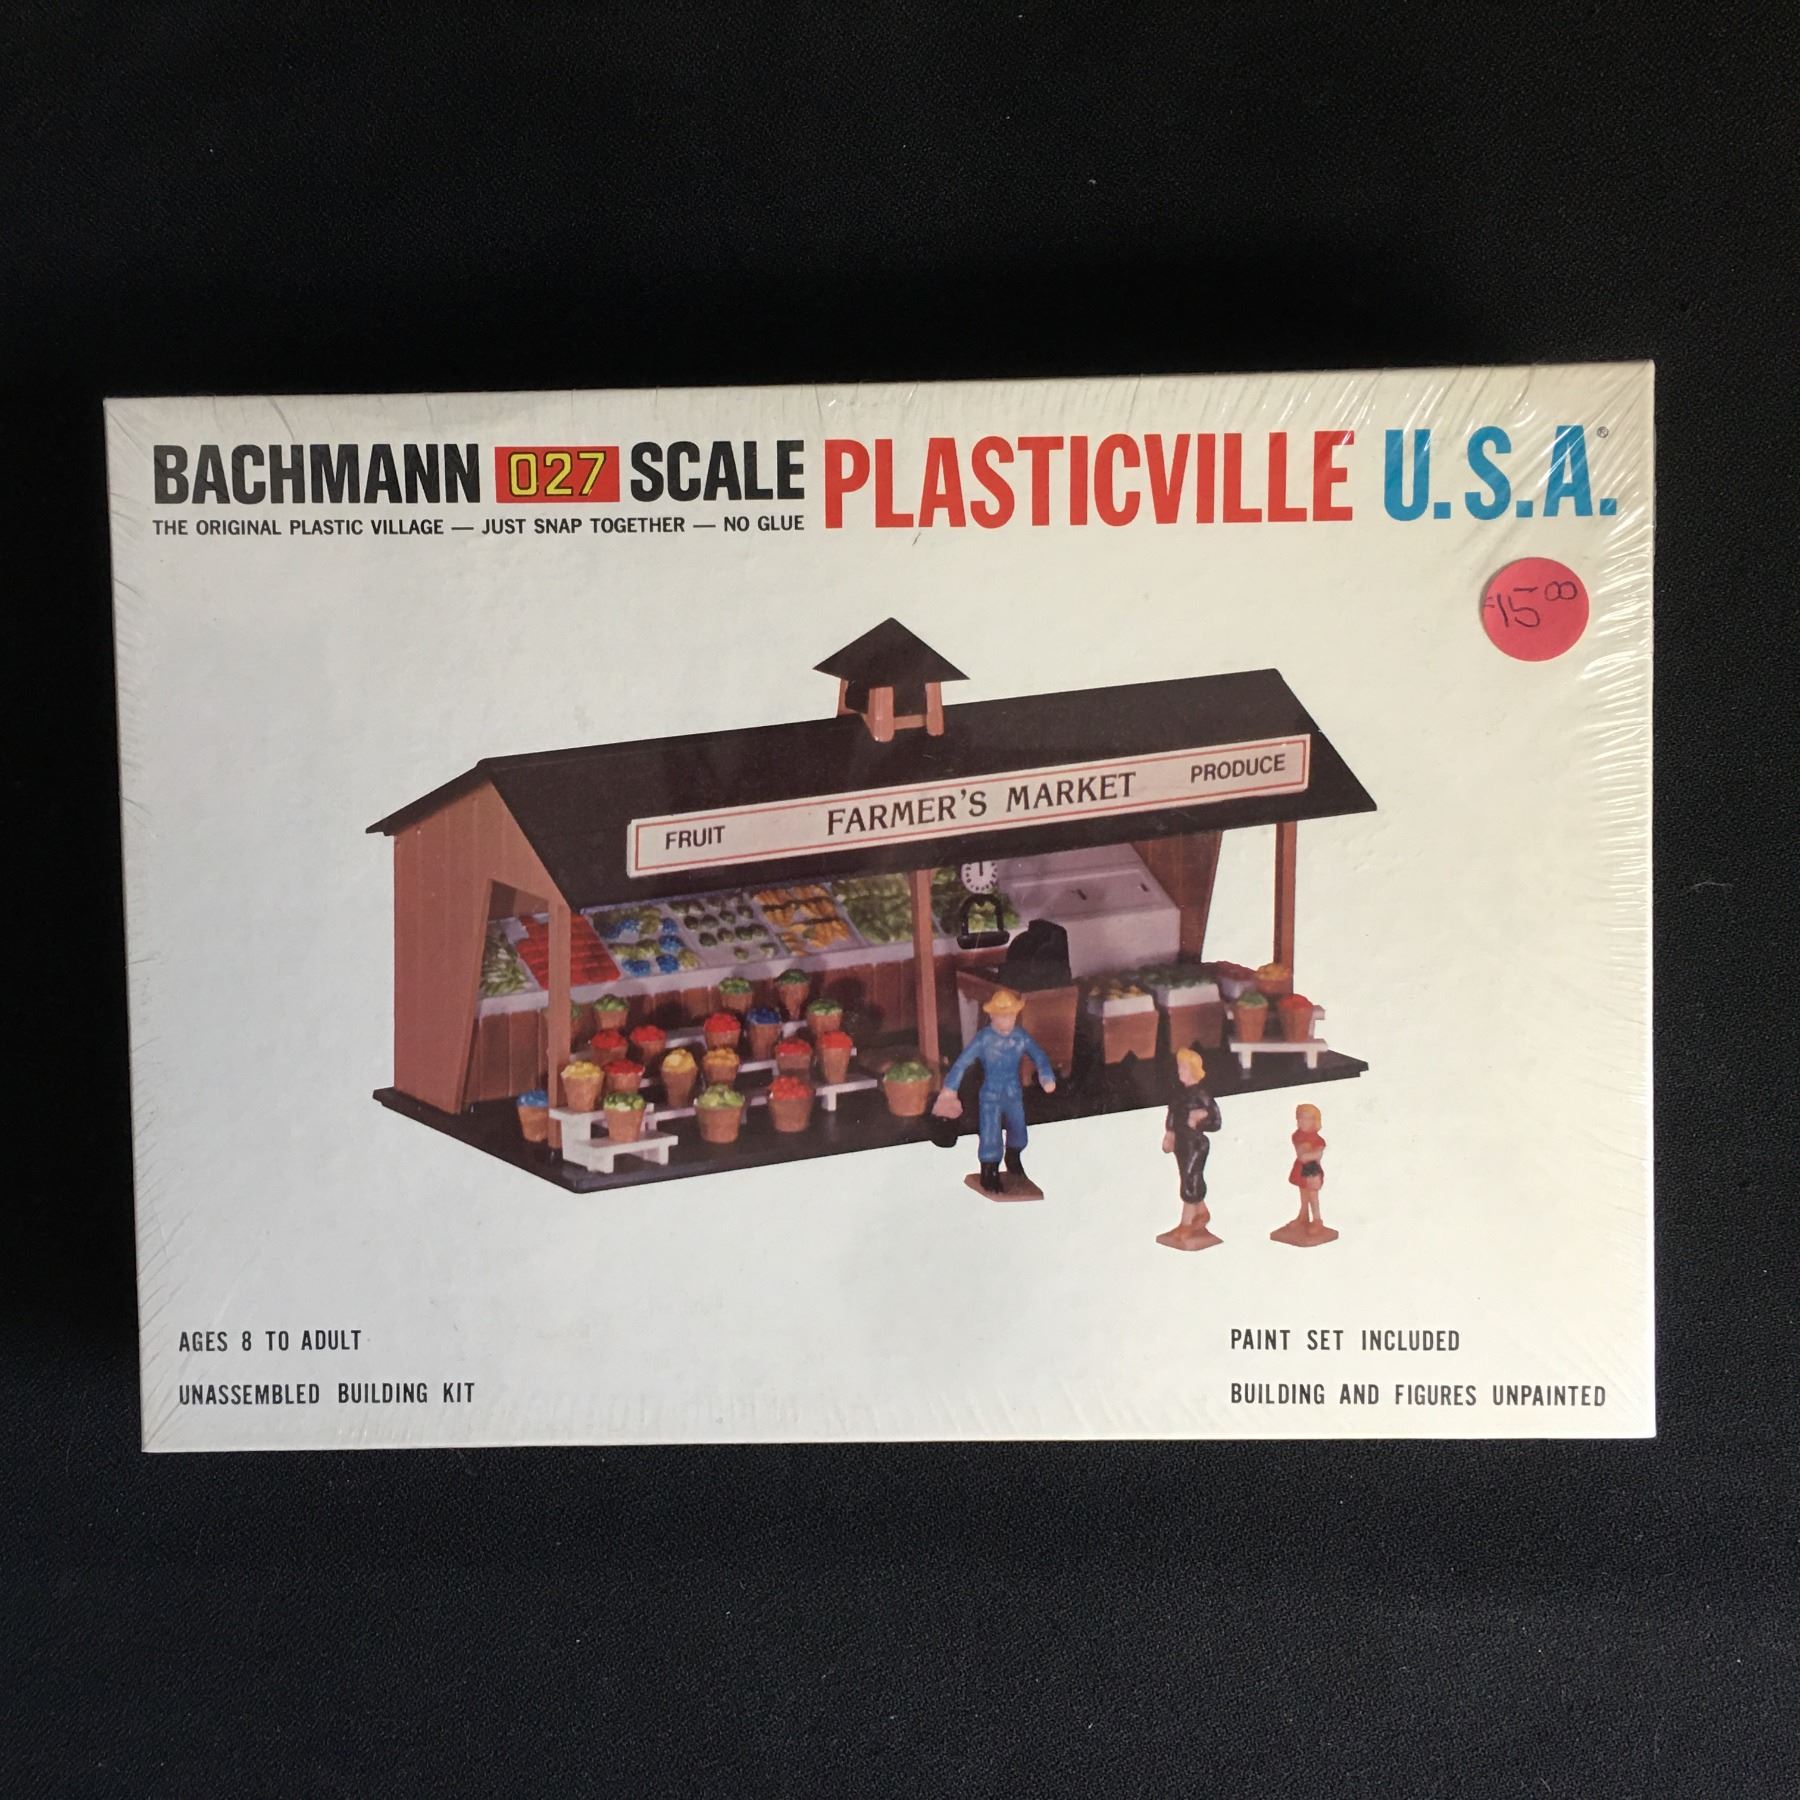 BACHMANN 027 SCALE PLASTICVILLE U.S.A.®
THE ORIGINAL PLASTIC VILLAGE — JUST SNAP TOGETHER — NO GLUE
$15.00
FRUIT FARMER'S MARKET PRODUCE
AGES 8 TO ADULT
UNASSEMBLED BUILDING KIT
PAINT SET INCLUDED
BUILDING AND FIGURES UNPAINTED